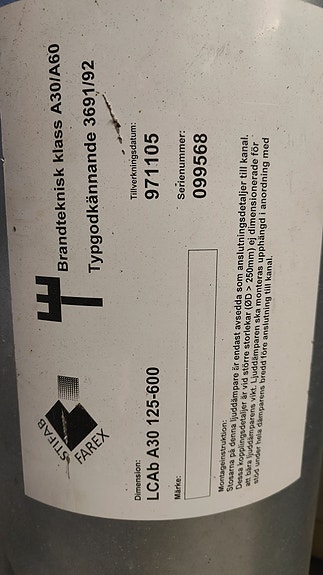 STIFAB
FAREX
Brandteknisk klass A30/A60
Typgodkännande 3691/92
Dimension:
LCAb A30 125-600
Tillverkningsdatum:
971105
Märke:
Serienummer:
099568
Montageinstruktion:
Stosarna på denna ljuddämpare är endast avsedda som anslutningsdetaljer till kanal.
Dessa kopplingsdetaljer är vid större storlekar (ØD > 250mm) ej dimensionerade för
att bära ljuddämparens vikt. Ljuddämparen ska monteras upphängd i anordning med
stöd under hela dämparens bredd före anslutning till kanal.